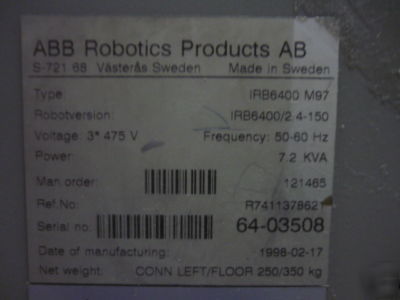 ABB Robotics Products AB
S-721 68 Västerås Sweden Made in Sweden
Type: IRB6400 M97
Robotversion: IRB6400/2.4-150
Voltage: 3* 475 V Frequency: 50-60 Hz
Power: 7.2 KVA
Man.order: 121465
Ref.No: R7411378621
Serial no: 64-03508
Date of manufacturing: 1998-02-17
Net weight: CONN LEFT/FLOOR 250/350 kg